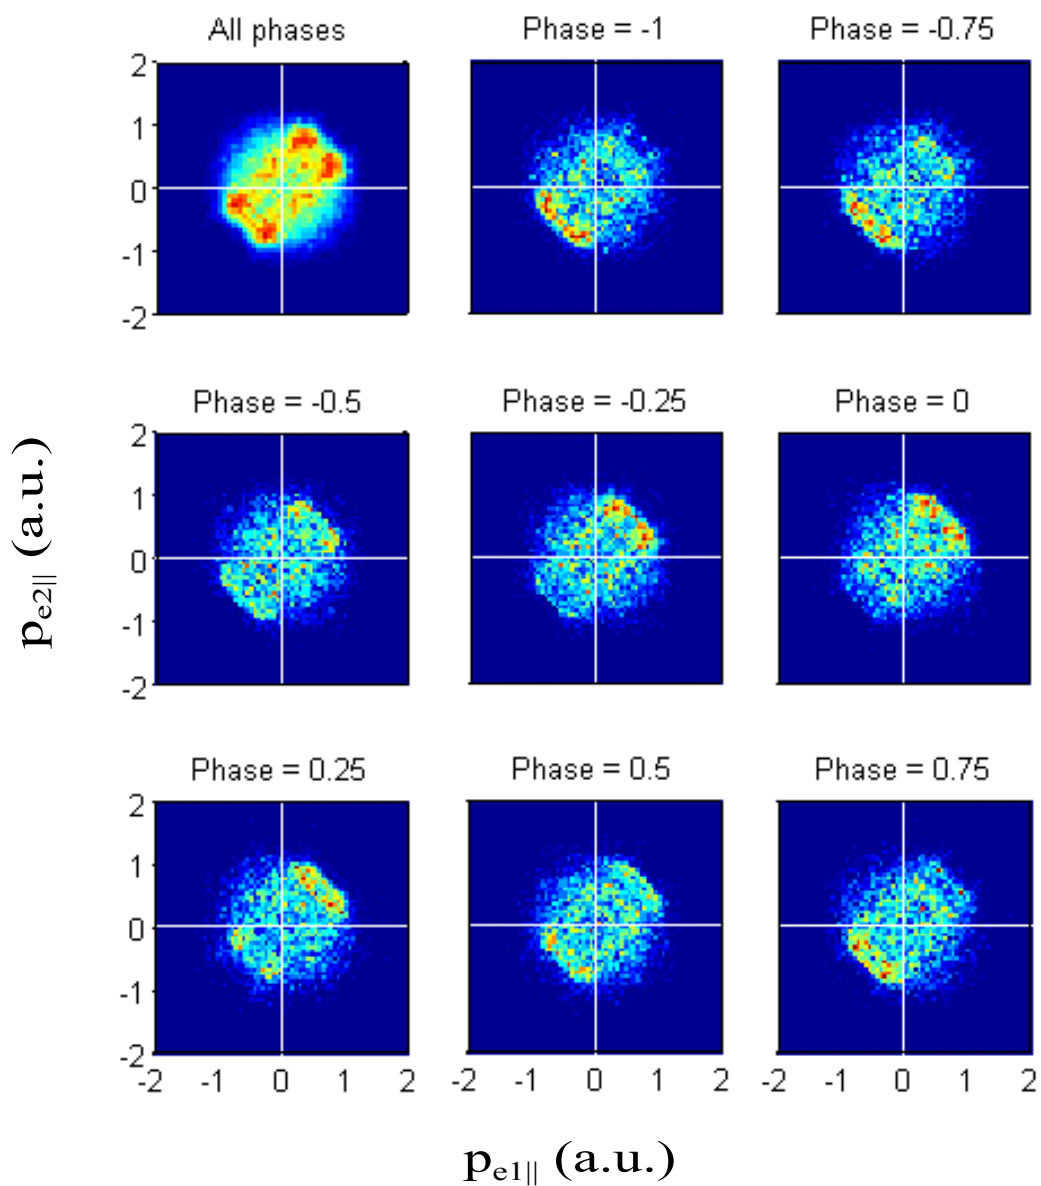 All phases
Phase = -1
Phase = -0.75
2
1
0
-1
-2
Phase = -0.5
Phase = -0.25
Phase = 0
2
1
0
-1
-2
p_e2|| (a.u.)
Phase = 0.25
Phase = 0.5
Phase = 0.75
2
1
0
-1
-2
-2 -1 0 1 2
-2 -1 0 1 2
-2 -1 0 1 2
p_e1|| (a.u.)